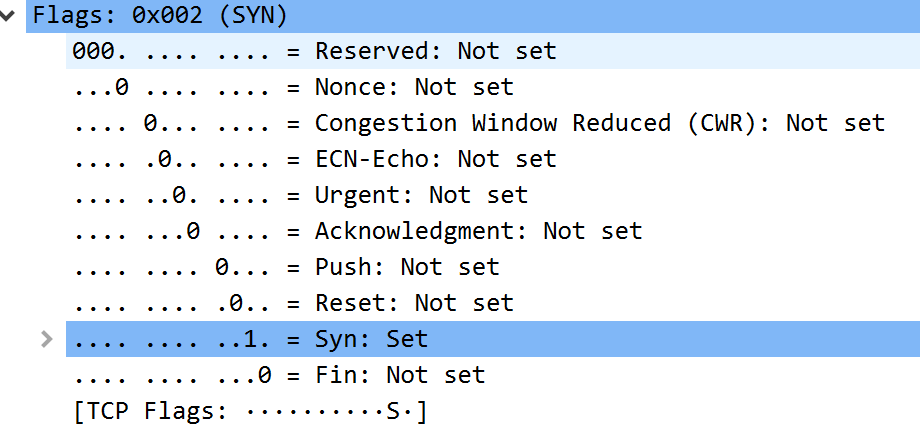 Flags: 0x002 (SYN)
000. .... .... = Reserved: Not set
...0 .... .... = Nonce: Not set
.... 0... .... = Congestion Window Reduced (CWR): Not set
.... .0.. .... = ECN-Echo: Not set
.... ..0. .... = Urgent: Not set
.... ...0 .... = Acknowledgment: Not set
.... .... 0... = Push: Not set
.... .... .0.. = Reset: Not set
.... .... ..1. = Syn: Set
.... .... ...0 = Fin: Not set
[TCP Flags: ··········S·]